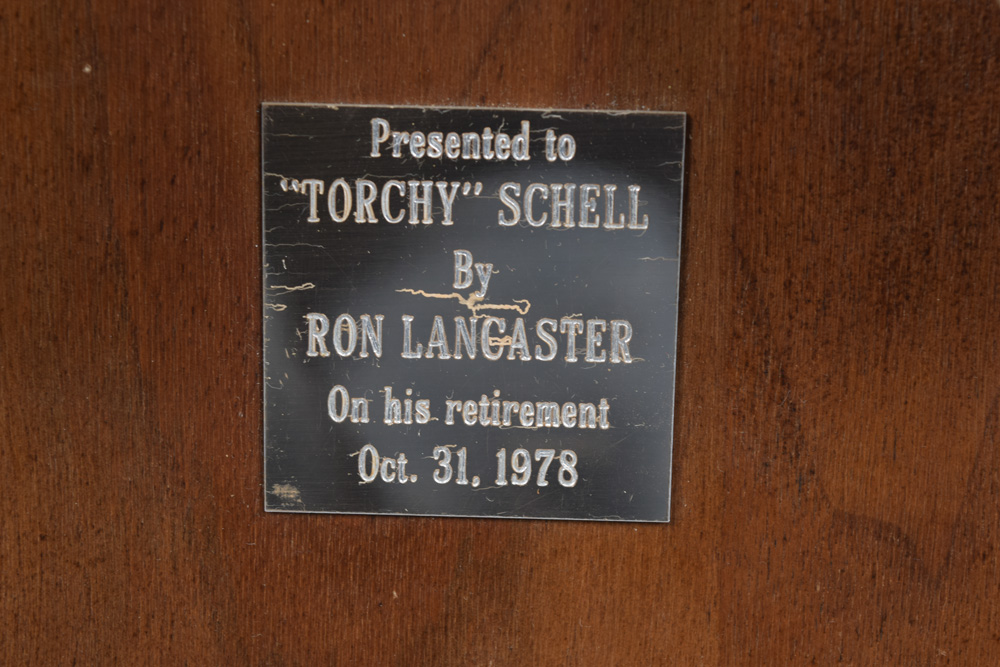 Presented to
“TORCHY” SCHELL
By
RON LANCASTER
On his retirement
Oct. 31, 1978